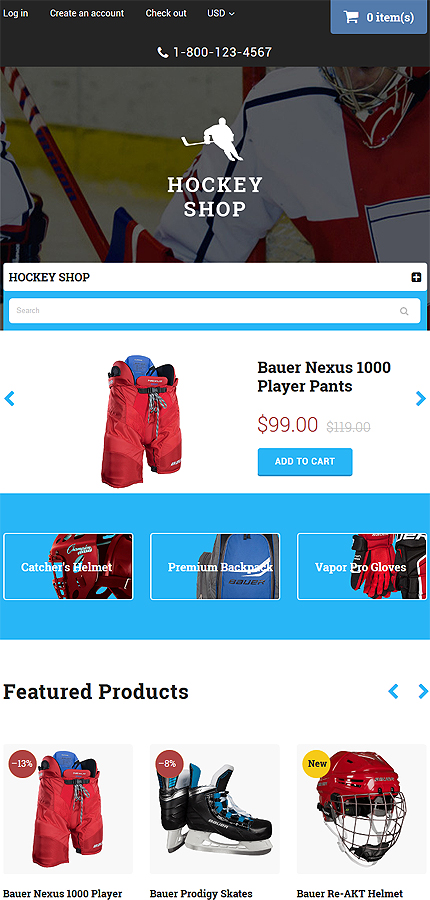 Log in Create an account Check out USD 0 item(s)
1-800-123-4567
HOCKEY
SHOP
HOCKEY SHOP
Search
Bauer Nexus 1000
Player Pants
$99.00 $119.00
ADD TO CART
Catcher's Helmet Premium Backpack Vapor Pro Gloves
BAUER
Featured Products
−13% −8% New
BAUER
Bauer Nexus 1000 Player Bauer Prodigy Skates Bauer Re-AKT Helmet